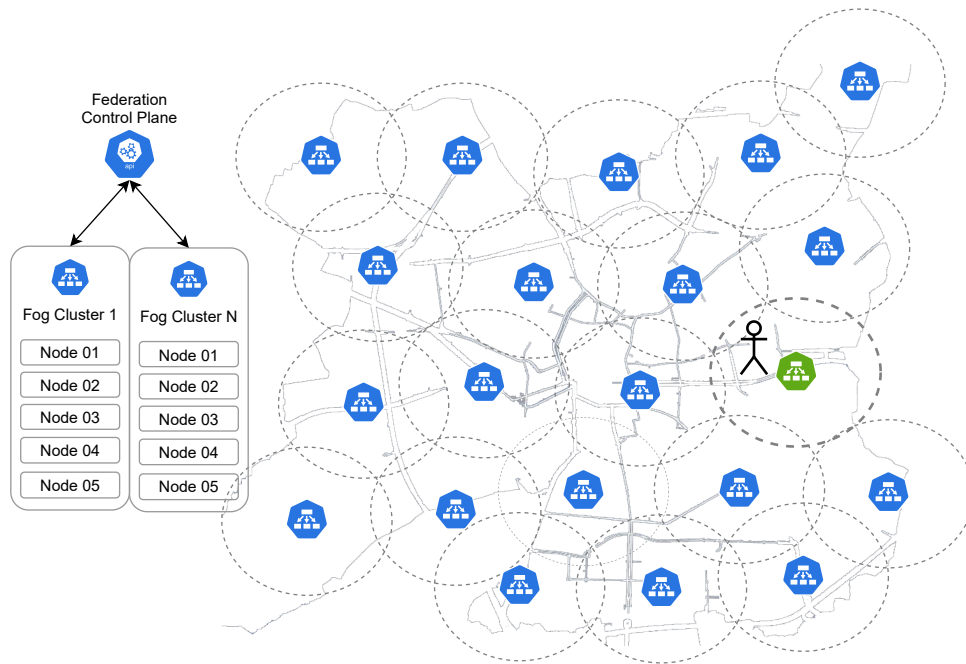 Federation
Control Plane
api
Fog Cluster 1
Node 01
Node 02
Node 03
Node 04
Node 05
Fog Cluster N
Node 01
Node 02
Node 03
Node 04
Node 05